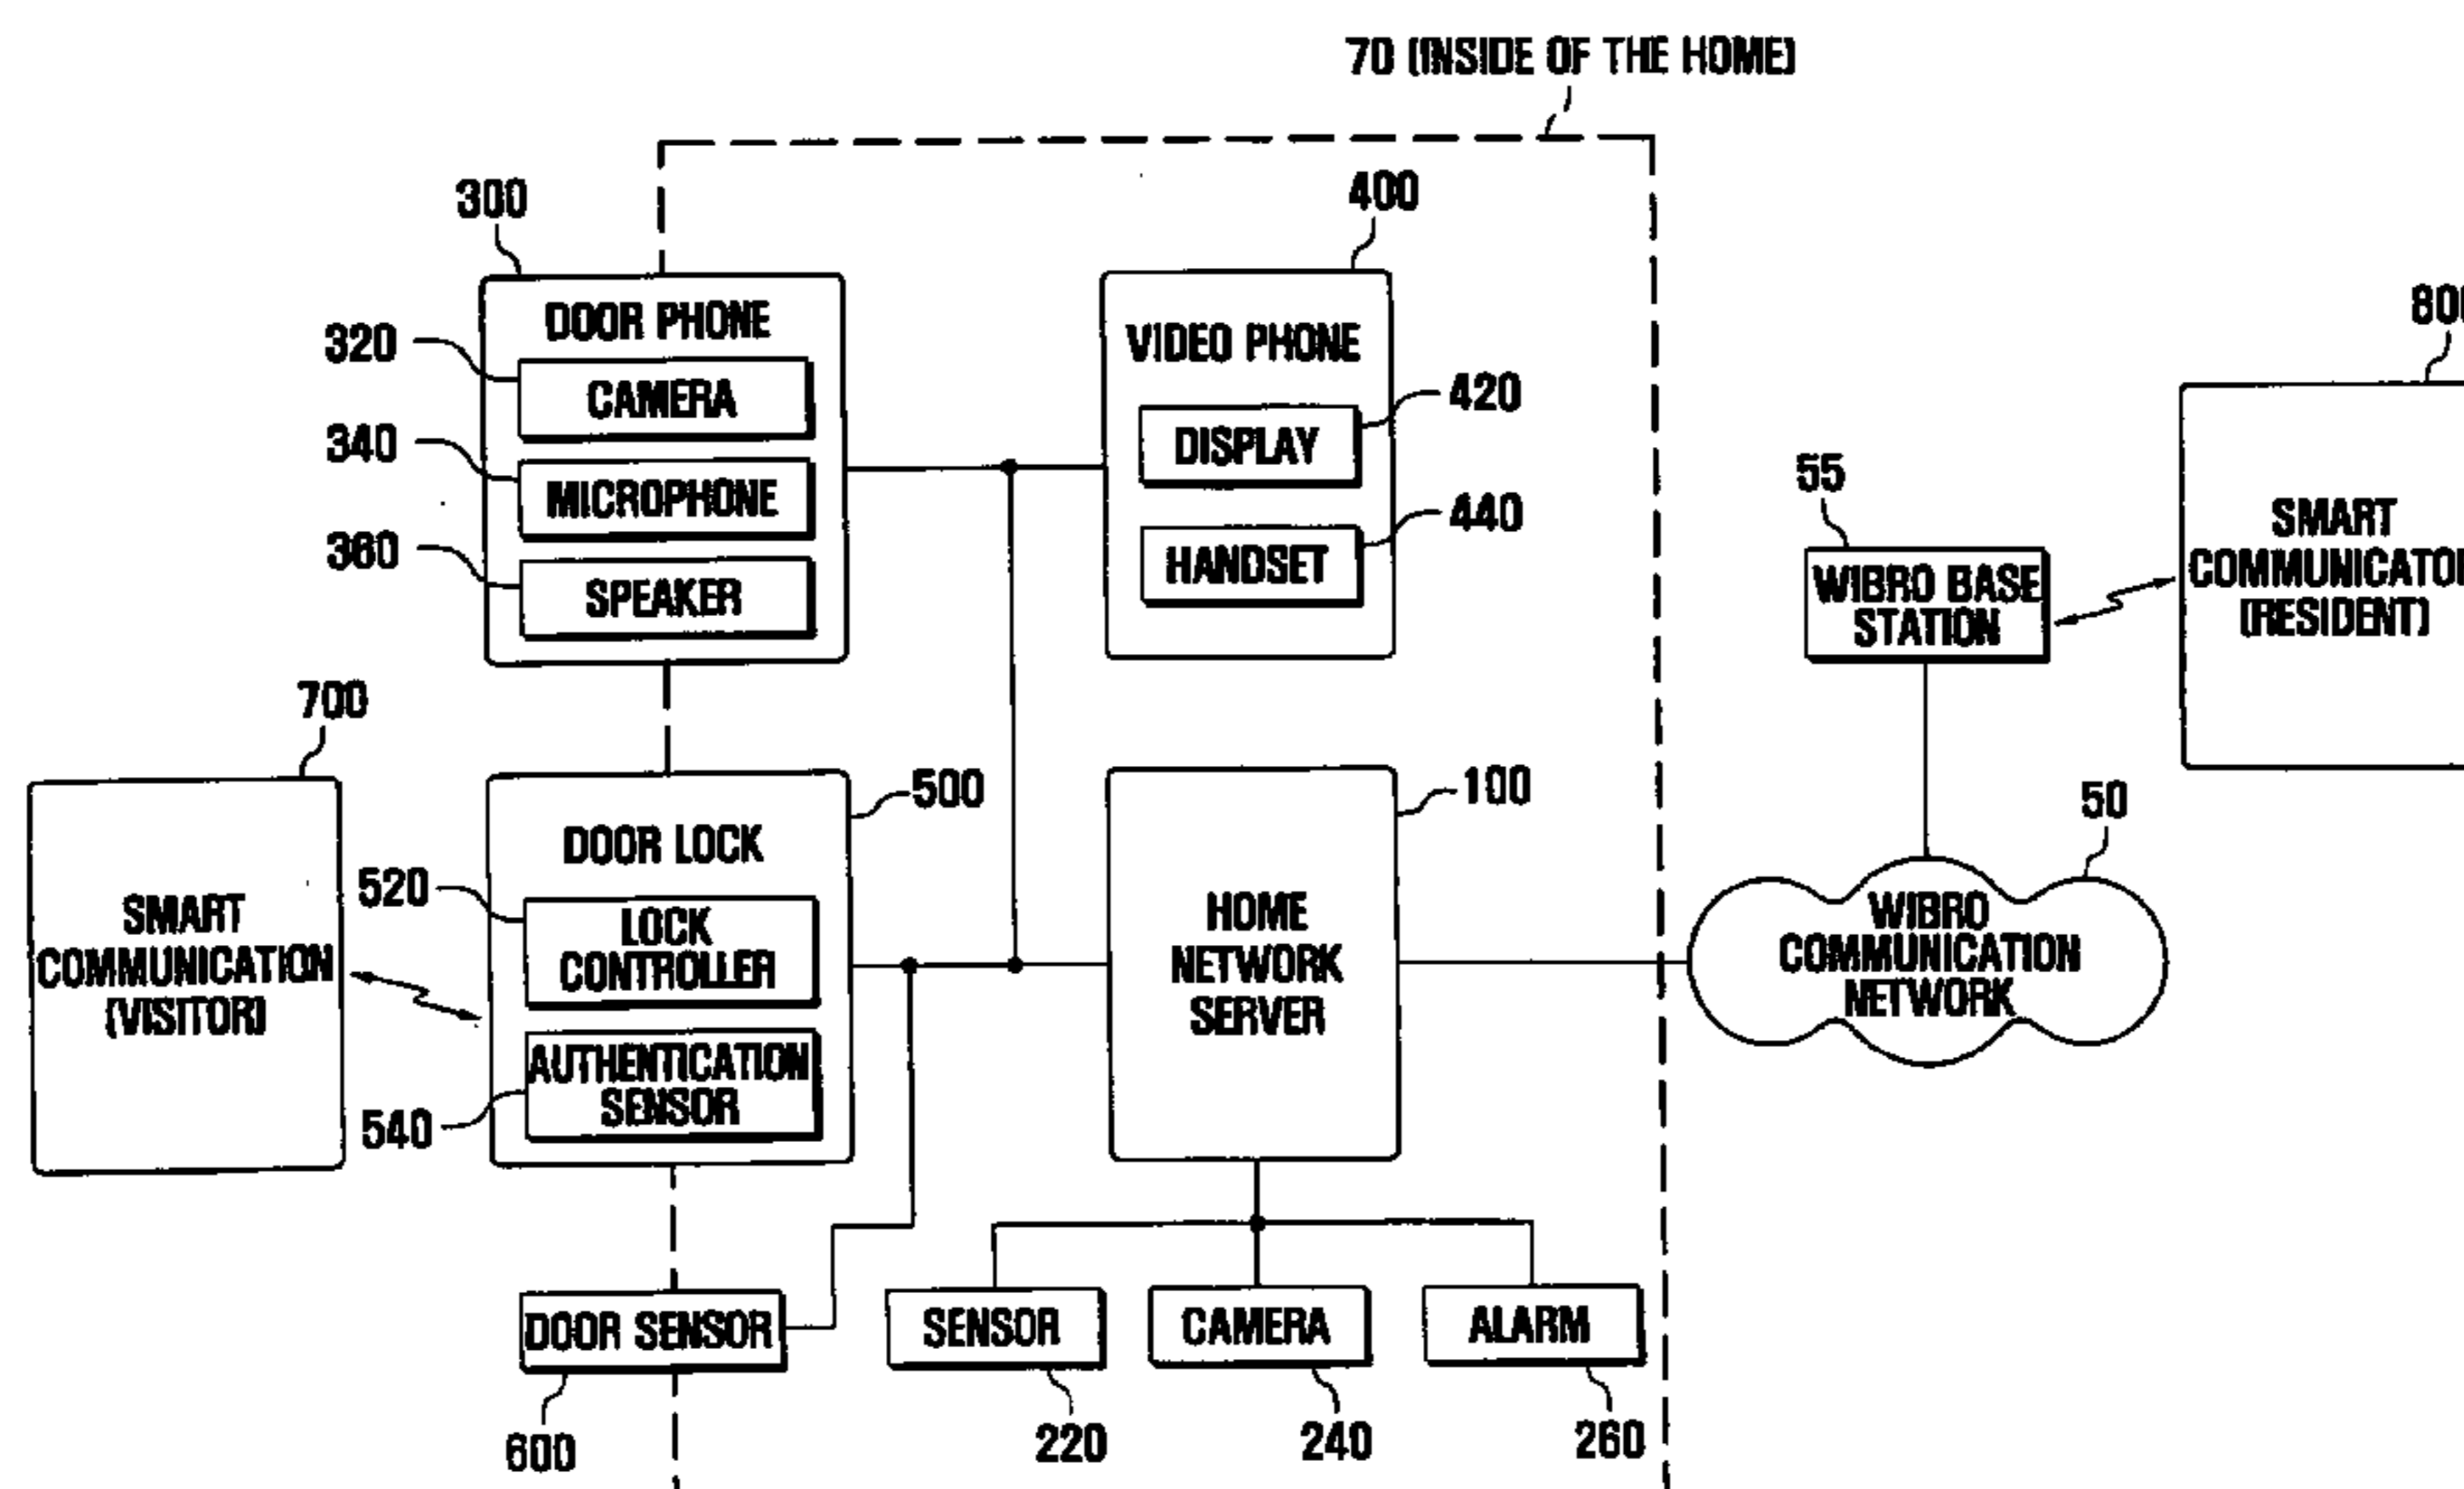 70 (INSIDE OF THE HOME)
300
DOOR PHONE
320
CAMERA
340
MICROPHONE
360
SPEAKER
400
VIDEO PHONE
420
DISPLAY
440
HANDSET
55
WIBRO BASE
STATION
SMART
(RESIDENT)
700
SMART
COMMUNICATION
(VISITOR)
500
DOOR LOCK
520
LOCK
CONTROLLER
540
AUTHENTICATION
SENSOR
100
HOME
NETWORK
SERVER
50
WIBRO
COMMUNICATION
NETWORK
DOOR SENSOR
600
SENSOR
220
CAMERA
240
ALARM
260